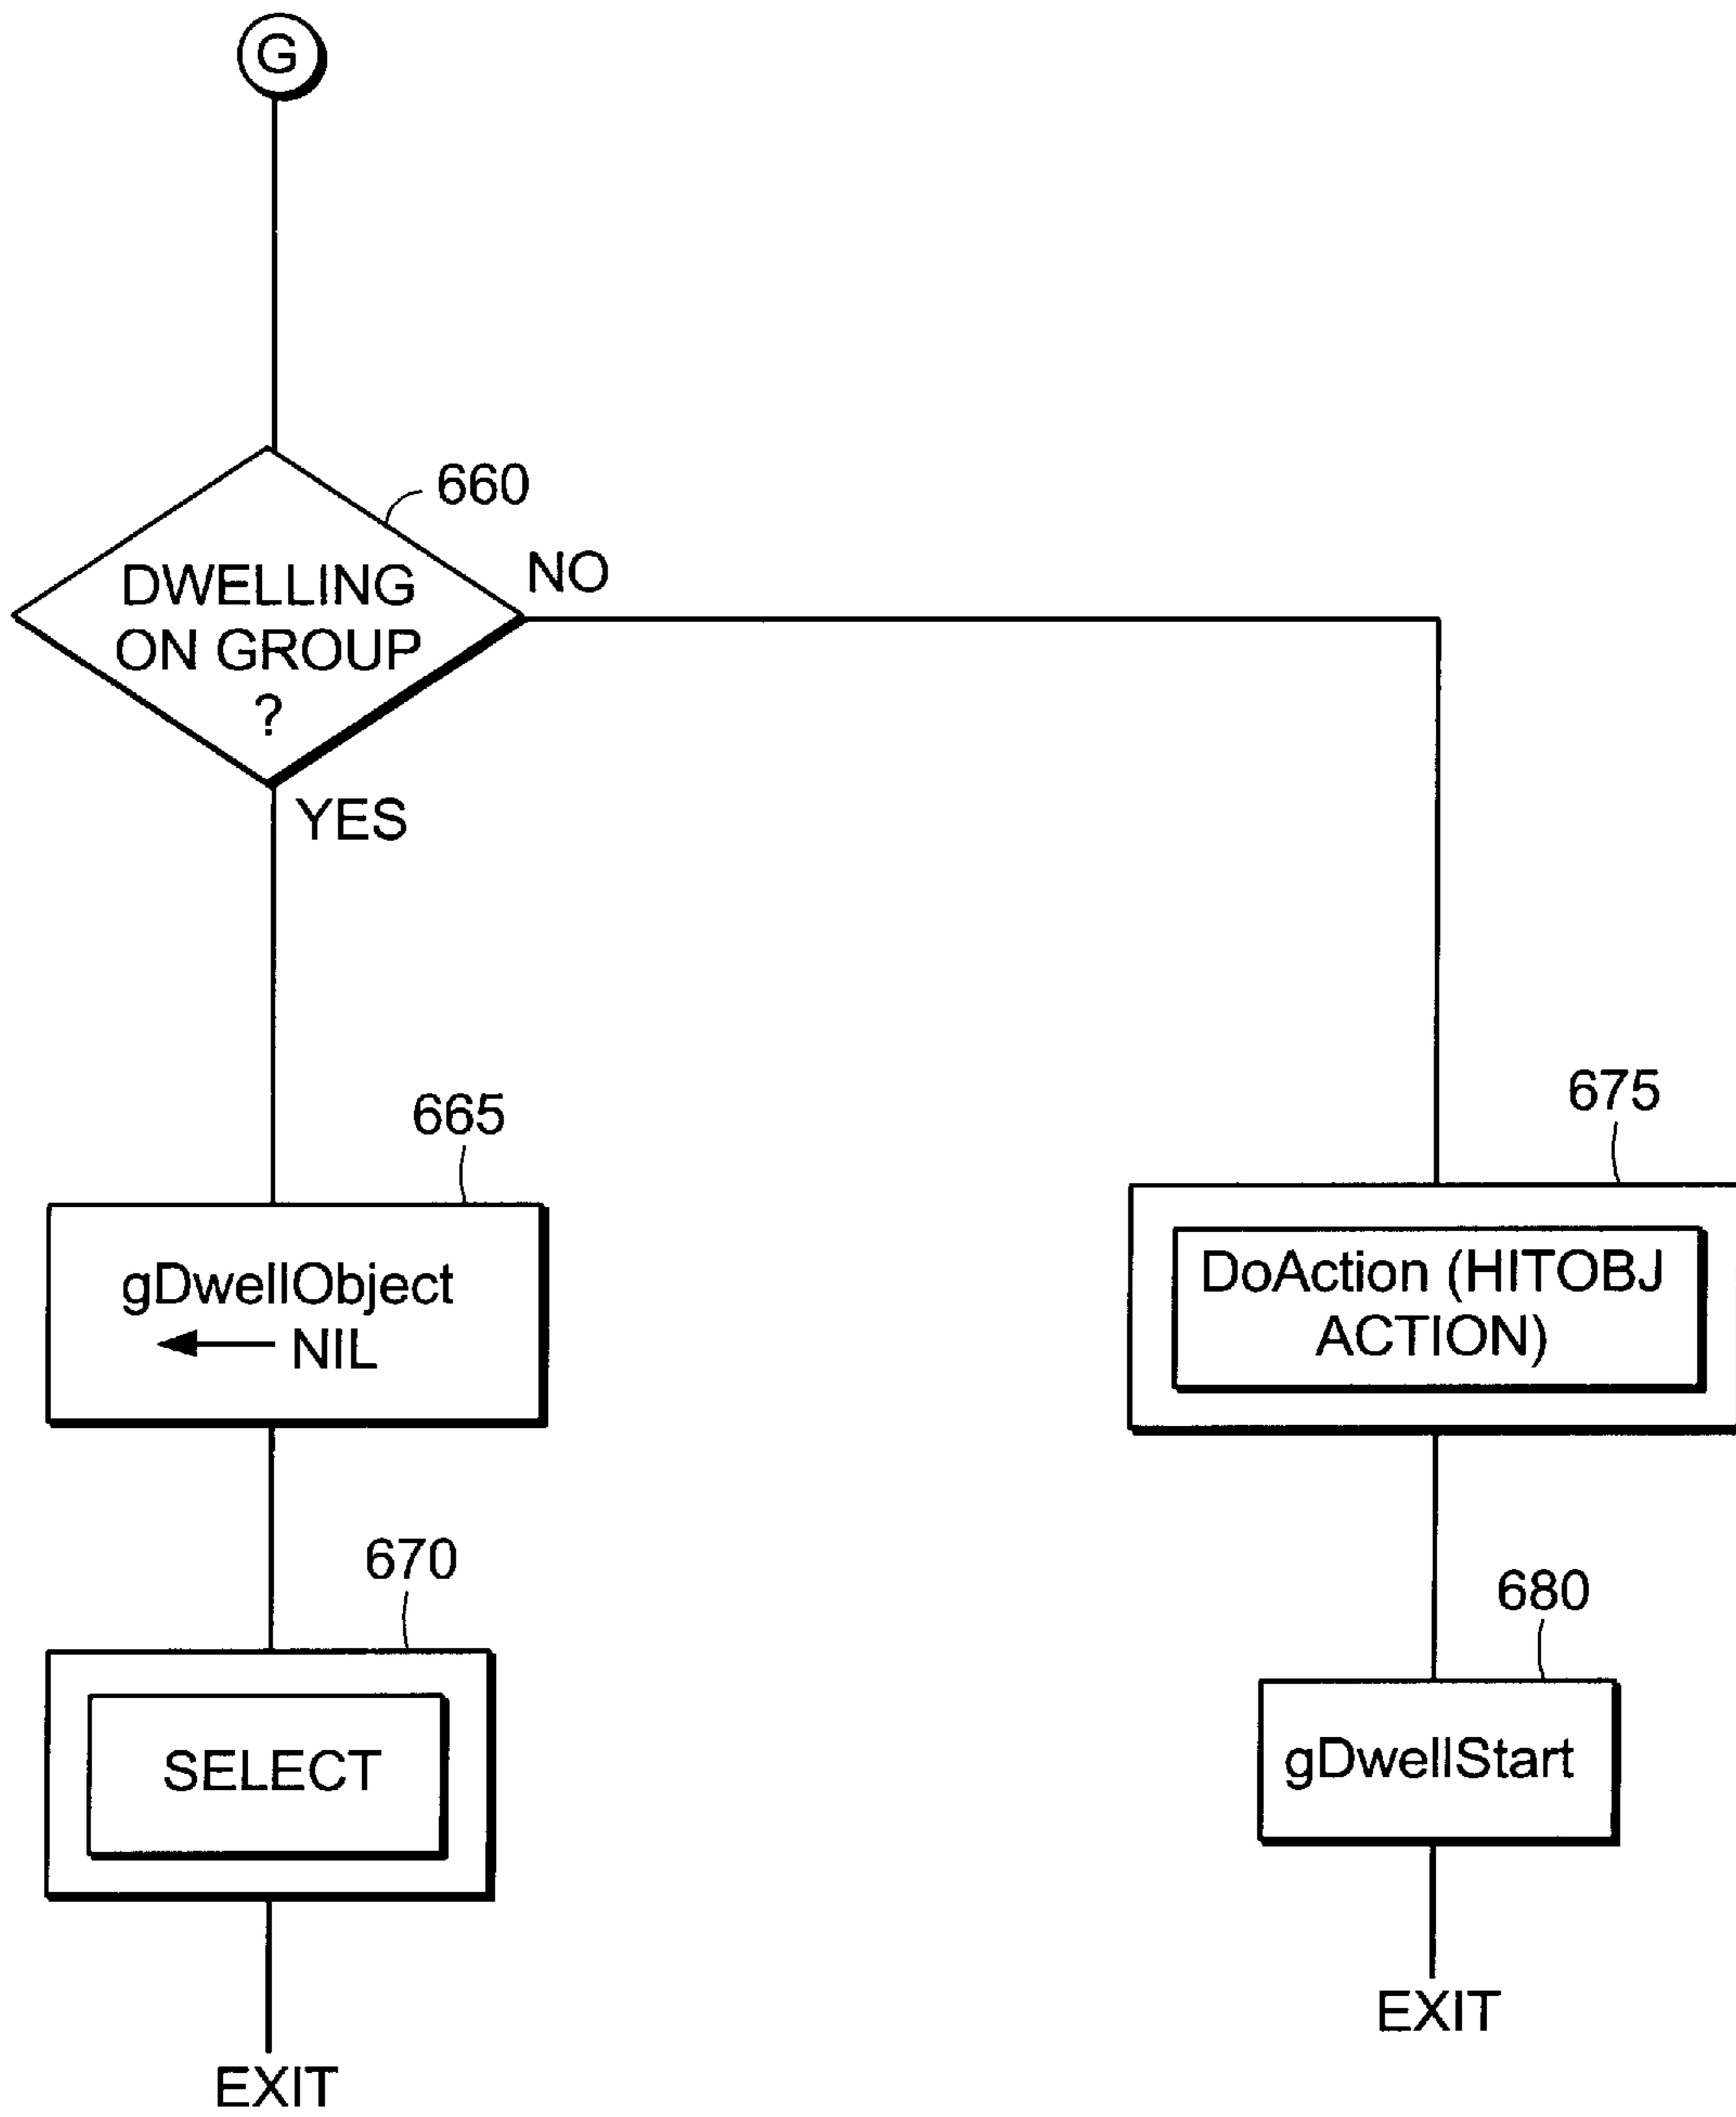 G
660
DWELLING
ON GROUP
?
NO
YES
665
gDwellObject
NIL
670
SELECT
EXIT
675
DoAction (HITOBJ
ACTION)
680
gDwellStart
EXIT